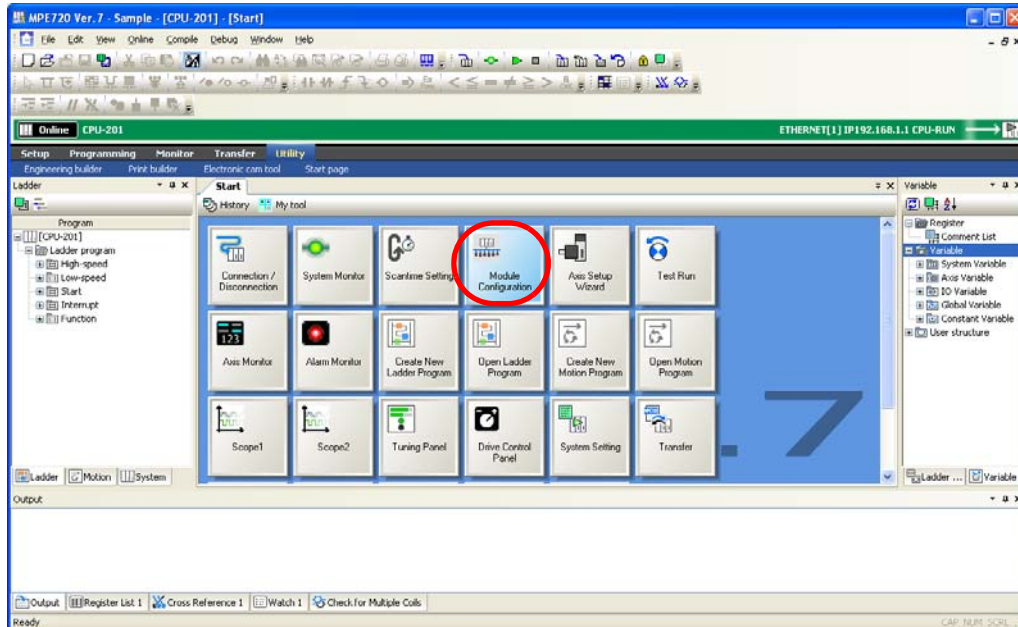 MPE720 Ver. 7 - Sample - [CPU-201] - [Start]
File Edit View Online Compile Debug Window Help
Online CPU-201 ETHERNET[1] IP192.168.1.1 CPU-RUN
Setup Programming Monitor Transfer Utility
Engineering builder Print builder Electronic cam tool Start page
Ladder
Program
[CPU-201]
Ladder program
High-speed
Low-speed
Start
Interrupt
Function
Ladder Motion System
Start
History My tool
Connection / Disconnection
System Monitor
Scantime Setting
Module Configuration
Axis Setup Wizard
Test Run
123
Axis Monitor
Alarm Monitor
Create New Ladder Program
Open Ladder Program
Create New Motion Program
Open Motion Program
Scope1
Scope2
Tuning Panel
Drive Control Panel
System Setting
Transfer
.7
Variable
Register
Comment List
Variable
System Variable
Axis Variable
IO Variable
Global Variable
Constant Variable
User structure
Ladder ... Variable
Output
Output Register List 1 Cross Reference 1 Watch 1 Check for Multiple Coils
Ready CAP NUM SCRL